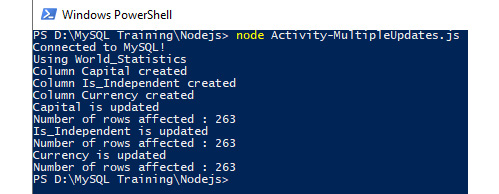 Windows PowerShell
PS D:\MySQL Training\Nodejs> node Activity-MultipleUpdates.js
Connected to MySQL!
Using World_Statistics
Column Capital created
Column Is_Independent created
Column Currency created
Capital is updated
Number of rows affected : 263
Is_Independent is updated
Number of rows affected : 263
Currency is updated
Number of rows affected : 263
PS D:\MySQL Training\Nodejs>